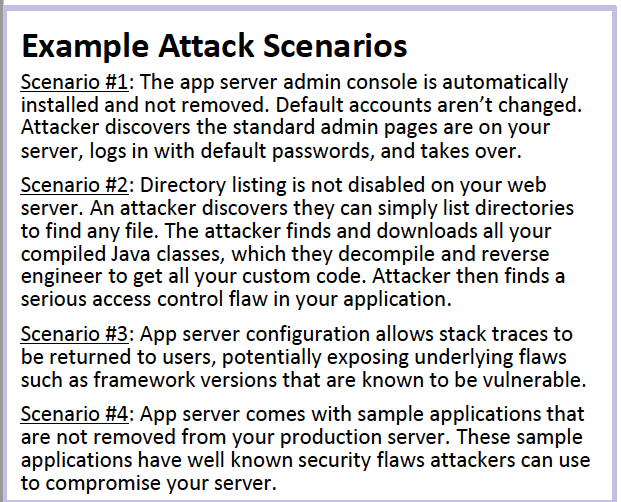 Example Attack Scenarios
Scenario #1: The app server admin console is automatically
installed and not removed. Default accounts aren’t changed.
Attacker discovers the standard admin pages are on your
server, logs in with default passwords, and takes over.
Scenario #2: Directory listing is not disabled on your web
server. An attacker discovers they can simply list directories
to find any file. The attacker finds and downloads all your
compiled Java classes, which they decompile and reverse
engineer to get all your custom code. Attacker then finds a
serious access control flaw in your application.
Scenario #3: App server configuration allows stack traces to
be returned to users, potentially exposing underlying flaws
such as framework versions that are known to be vulnerable.
Scenario #4: App server comes with sample applications that
are not removed from your production server. These sample
applications have well known security flaws attackers can use
to compromise your server.